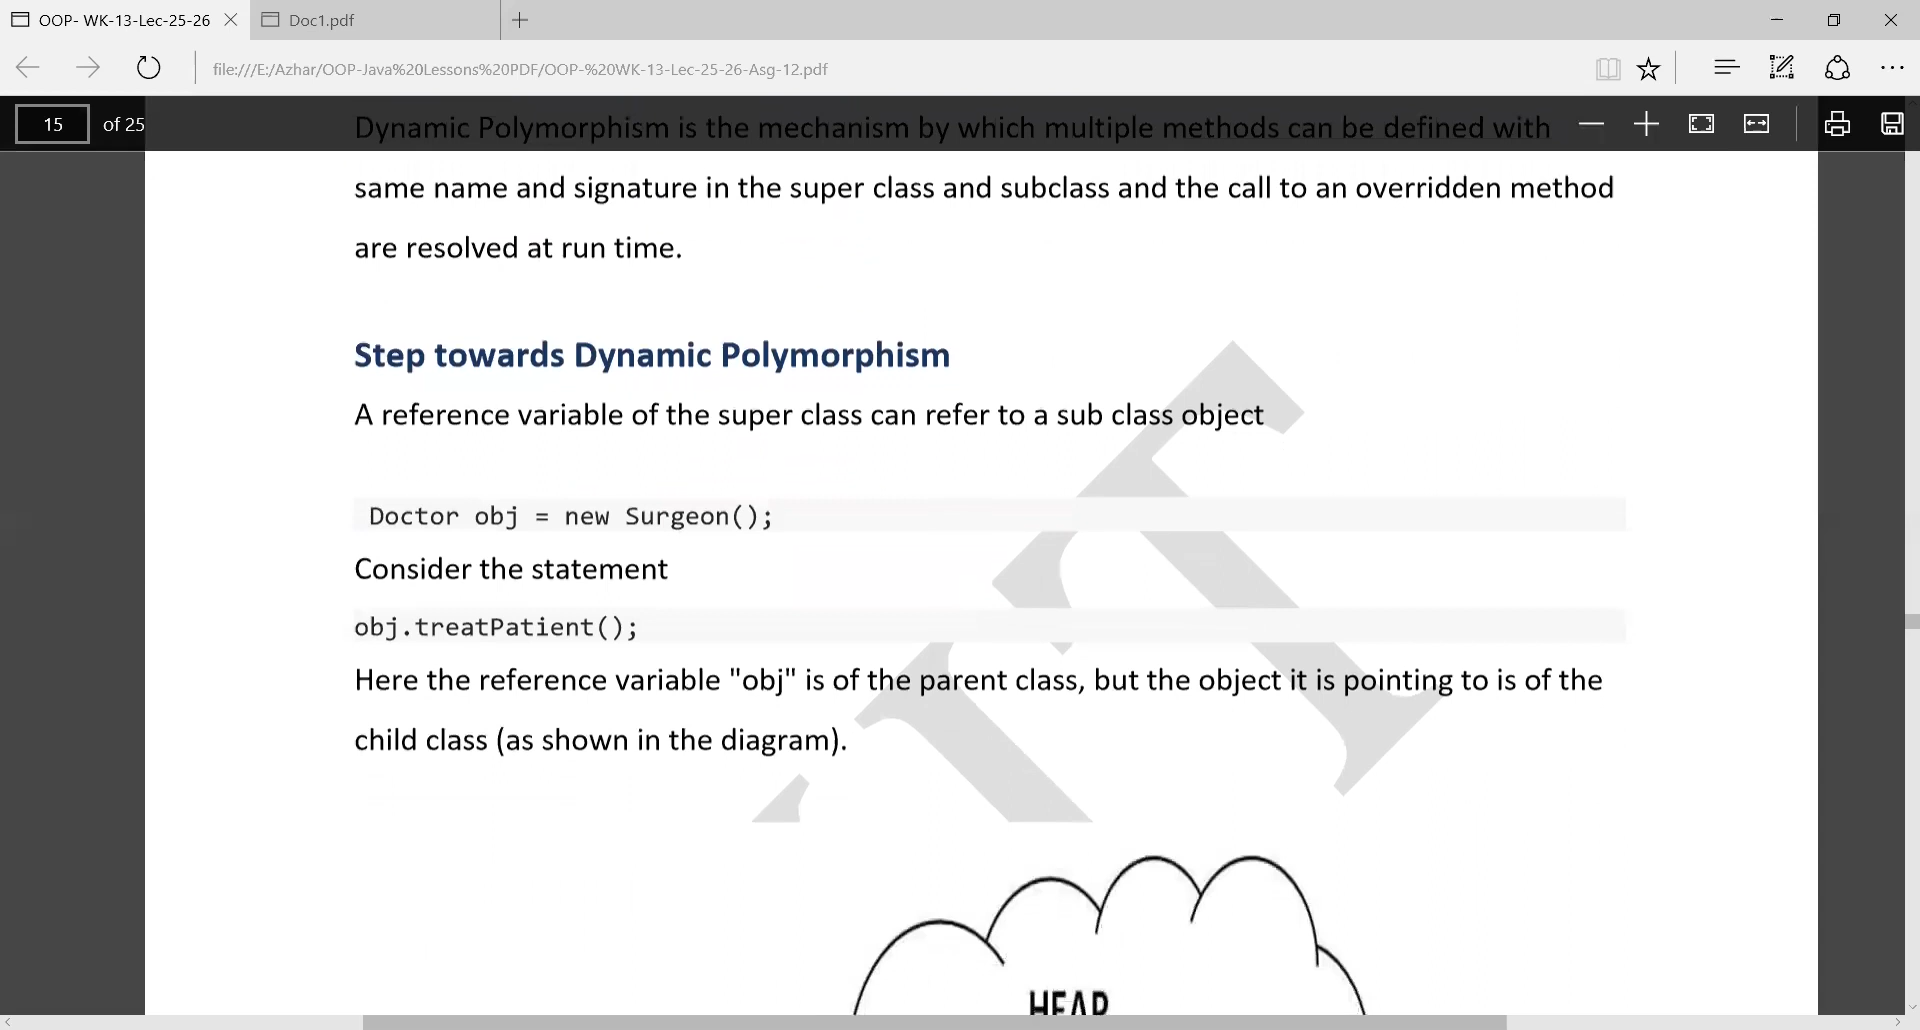 OOP- WK-13-Lec-25-26
Doc1.pdf
file:///E:/Azhar/OOP-Java%20Lessons%20PDF/OOP-%20WK-13-Lec-25-26-Asg-12.pdf
15 of 25
Dynamic Polymorphism is the mechanism by which multiple methods can be defined with
same name and signature in the super class and subclass and the call to an overridden method
are resolved at run time.
Step towards Dynamic Polymorphism
A reference variable of the super class can refer to a sub class object
Doctor obj = new Surgeon();
Consider the statement
obj.treatPatient();
Here the reference variable "obj" is of the parent class, but the object it is pointing to is of the
child class (as shown in the diagram).
HEAP